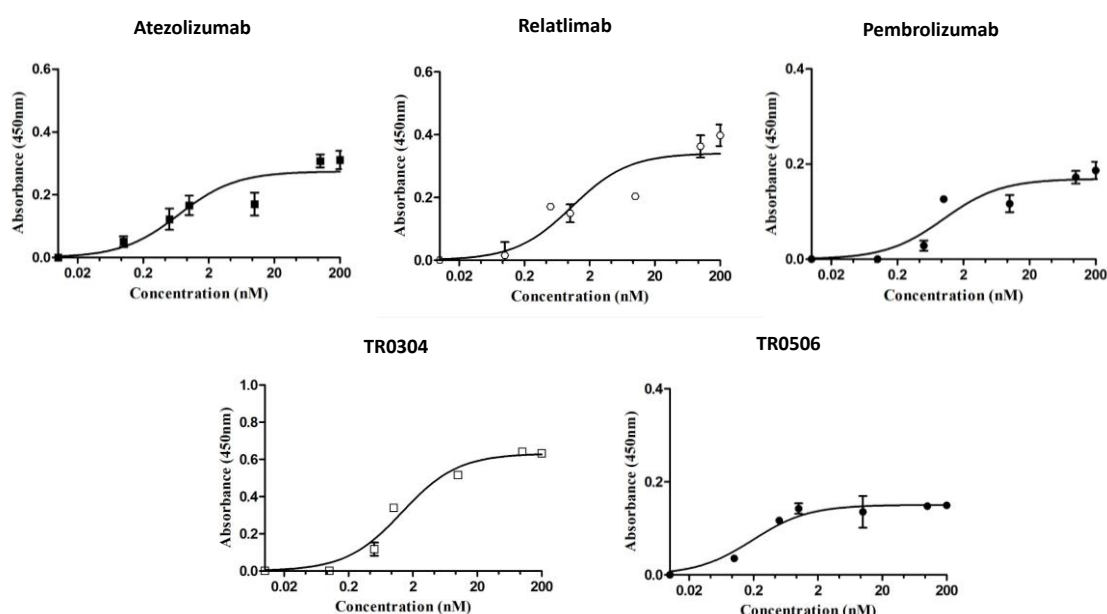 Atezolizumab
Absorbance (450nm)
0.6
0.4
0.2
0.0
0.02 0.2 2 20 200
Concentration (nM)
Relatlimab
Absorbance (450nm)
0.6
0.4
0.2
0.0
0.02 0.2 2 20 200
Concentration (nM)
Pembrolizumab
Absorbance (450nm)
0.4
0.2
0.0
0.02 0.2 2 20 200
Concentration (nM)
TR0304
Absorbance (450nm)
1.0
0.8
0.6
0.4
0.2
0.0
0.02 0.2 2 20 200
Concentration (nM)
TR0506
Absorbance (450nm)
0.4
0.2
0.0
0.02 0.2 2 20 200
Concentration (nM)